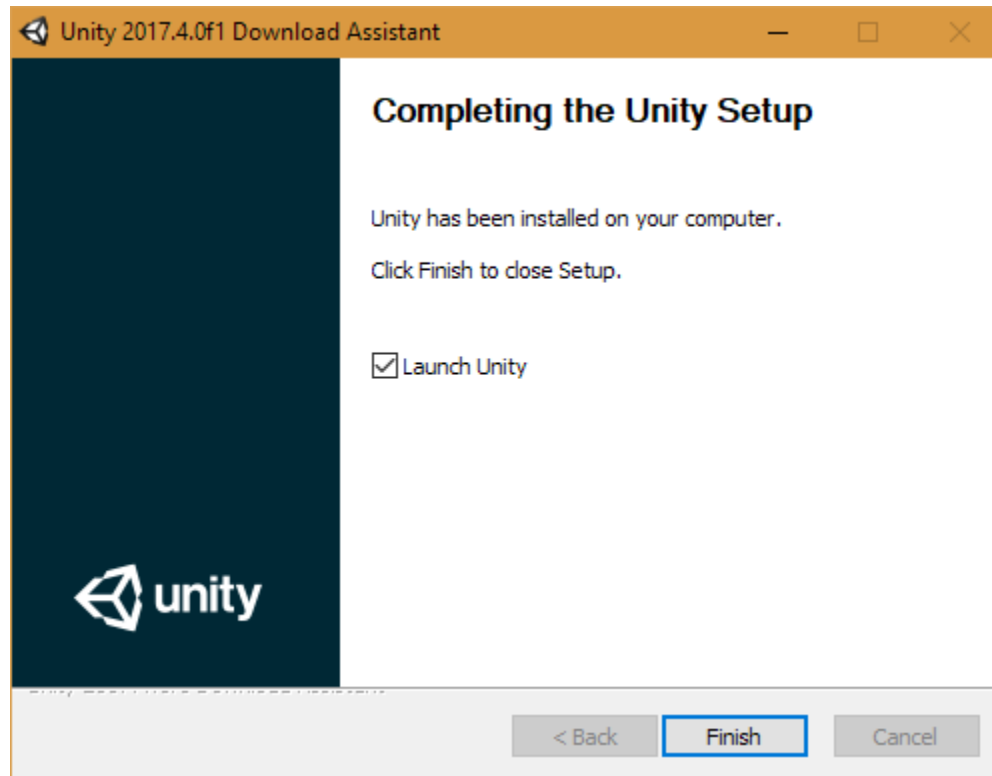 Unity 2017.4.0f1 Download Assistant
Completing the Unity Setup
Unity has been installed on your computer.
Click Finish to close Setup.
Launch Unity
unity
< Back
Finish
Cancel